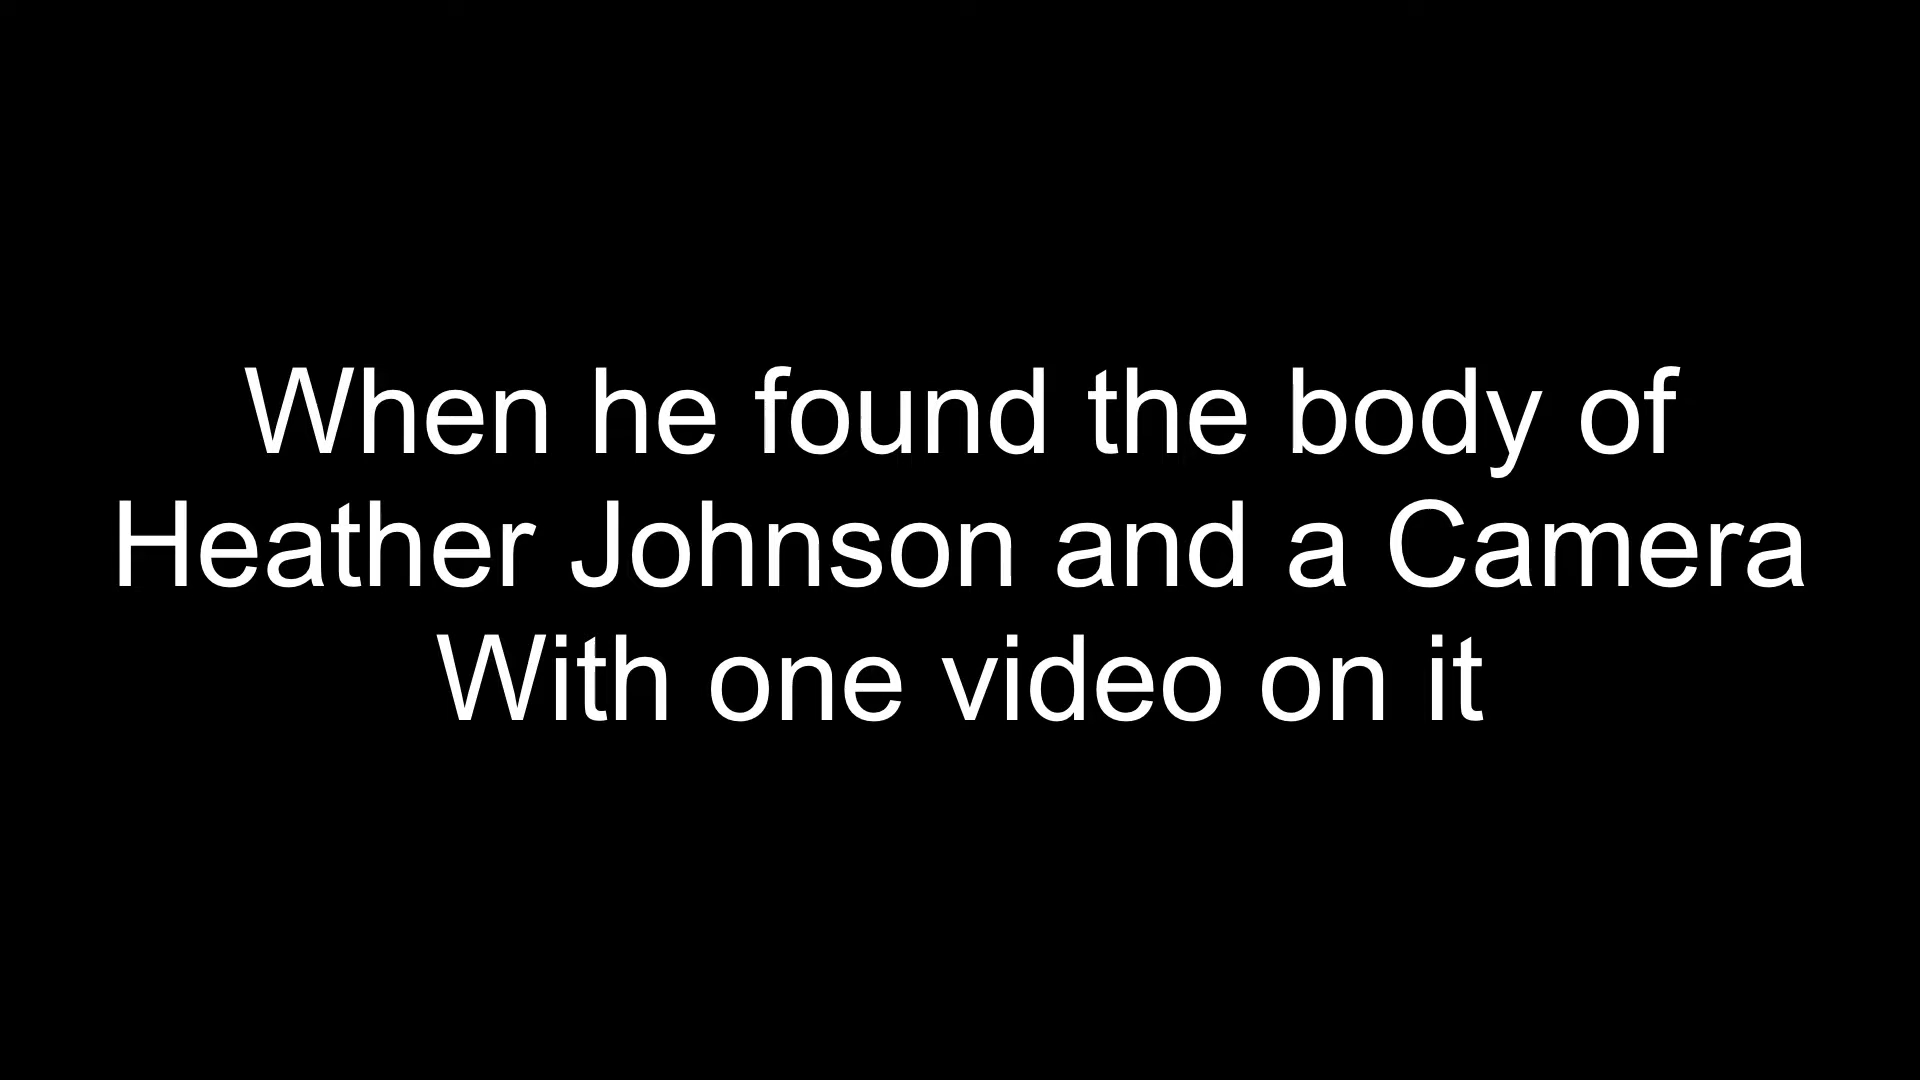 When he found the body of
Heather Johnson and a Camera
With one video on it